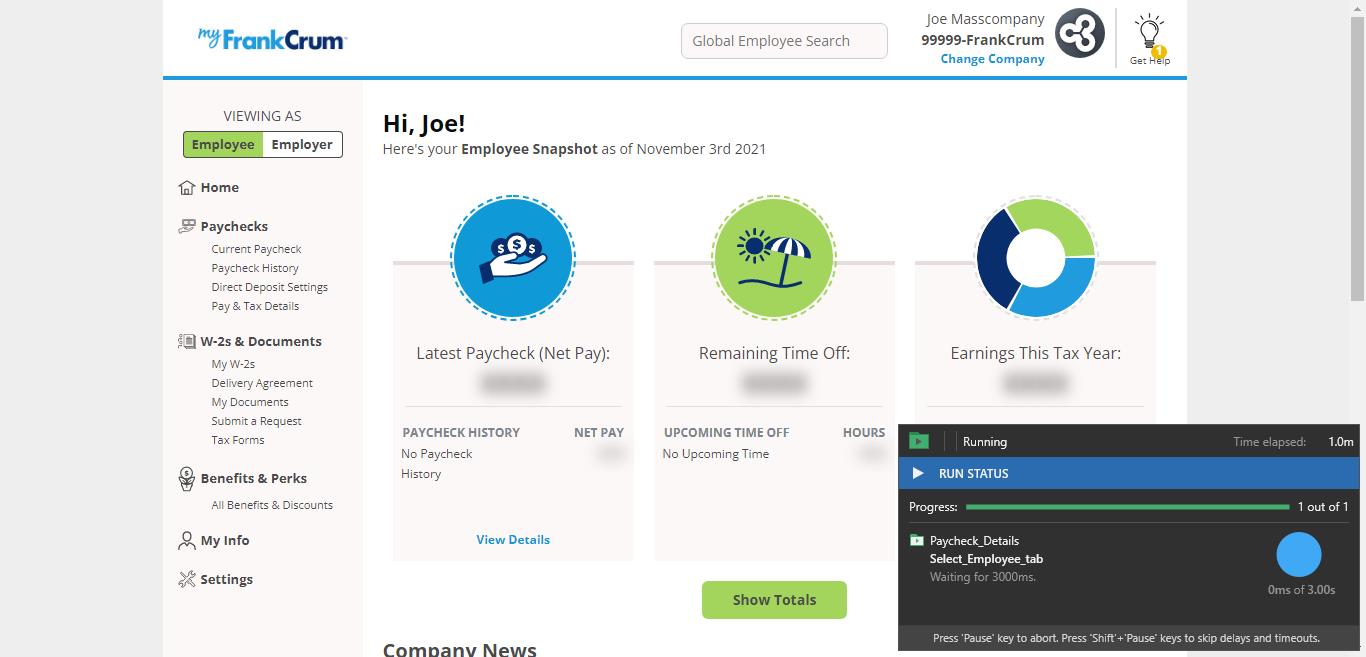 myFrankCrum
Global Employee Search
Joe Masscompany
99999-FrankCrum
Change Company
1
Get Help
VIEWING AS
Employee Employer
Home
Paychecks
Current Paycheck
Paycheck History
Direct Deposit Settings
Pay & Tax Details
W-2s & Documents
My W-2s
Delivery Agreement
My Documents
Submit a Request
Tax Forms
Benefits & Perks
All Benefits & Discounts
My Info
Settings
Hi, Joe!
Here's your Employee Snapshot as of November 3rd 2021
Latest Paycheck (Net Pay):
PAYCHECK HISTORY NET PAY
No Paycheck
History
View Details
Remaining Time Off:
UPCOMING TIME OFF HOURS
No Upcoming Time
Earnings This Tax Year:
Show Totals
Company News
Running Time elapsed: 1.0m
RUN STATUS
Progress: 1 out of 1
Paycheck_Details
Select_Employee_tab
Waiting for 3000ms.
0ms of 3.00s
Press 'Pause' key to abort. Press 'Shift'+'Pause' keys to skip delays and timeouts.